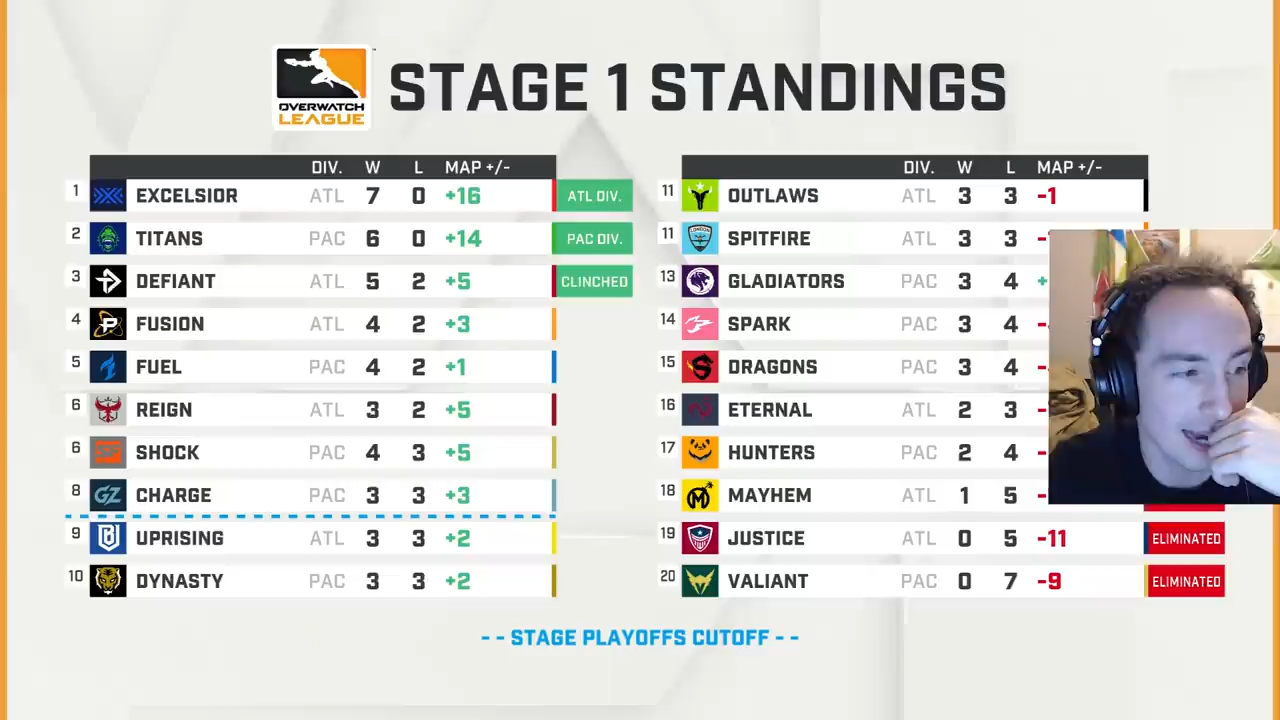 OVERWATCH
LEAGUE
STAGE 1 STANDINGS
DIV. W L MAP +/-
1 EXCELSIOR ATL 7 0 +16 ATL DIV.
2 TITANS PAC 6 0 +14 PAC DIV.
3 DEFIANT ATL 5 2 +5 CLINCHED
4 FUSION ATL 4 2 +3
5 FUEL PAC 4 2 +1
6 REIGN ATL 3 2 +5
6 SHOCK PAC 4 3 +5
8 CHARGE PAC 3 3 +3
9 UPRISING ATL 3 3 +2
10 DYNASTY PAC 3 3 +2
DIV. W L MAP +/-
11 OUTLAWS ATL 3 3 -1
11 SPITFIRE ATL 3 3 -
13 GLADIATORS PAC 3 4 +
14 SPARK PAC 3 4 -
15 DRAGONS PAC 3 4 -
16 ETERNAL ATL 2 3 -
17 HUNTERS PAC 2 4 -
18 MAYHEM ATL 1 5 -
19 JUSTICE ATL 0 5 -11 ELIMINATED
20 VALIANT PAC 0 7 -9 ELIMINATED
-- STAGE PLAYOFFS CUTOFF --